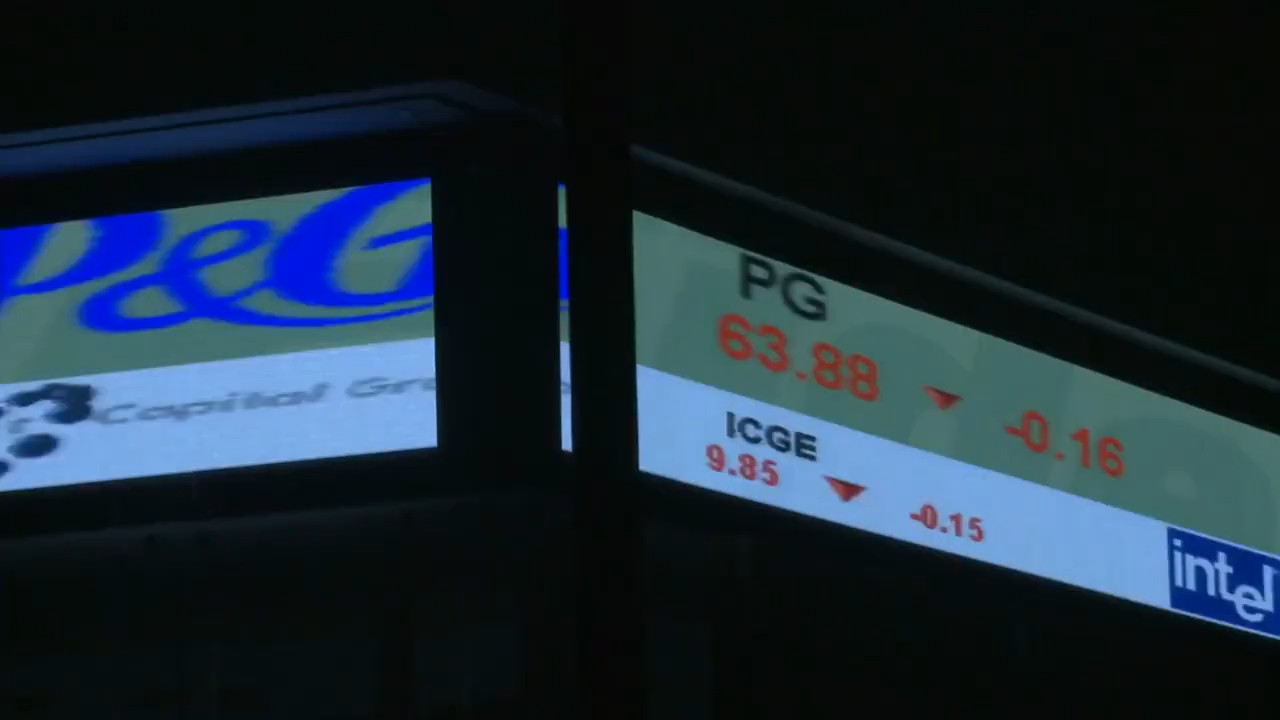 P&G
Capital Gr
PG
63.88 ▼ -0.16
ICGE
9.85 ▼ -0.15
intel